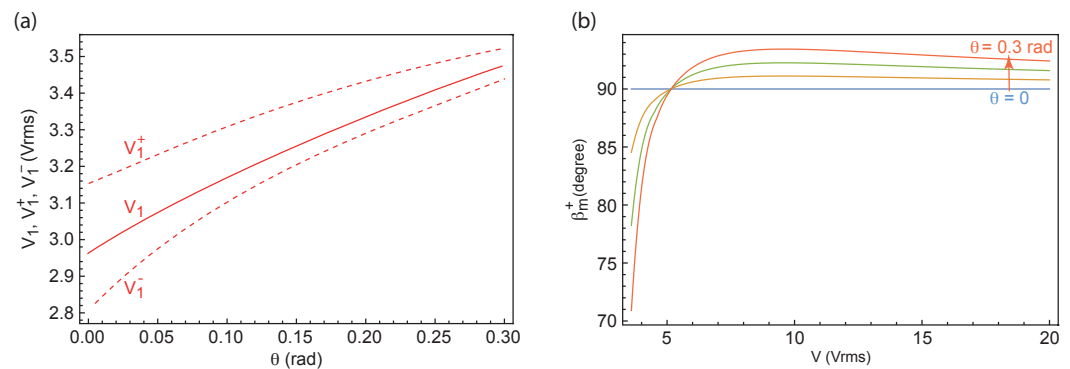 (a)
3.5
3.4
3.3
3.2
3.1
3.0
2.9
2.8
V₁, V₁⁺, V₁⁻ (Vrms)
V₁⁺
V₁
V₁⁻
0.00 0.05 0.10 0.15 0.20 0.25 0.30
θ (rad)
(b)
90
85
90
75
70
βₘ⁺ (degree)
θ = 0.3 rad
θ = 0
5 10 15 20
V (Vrms)